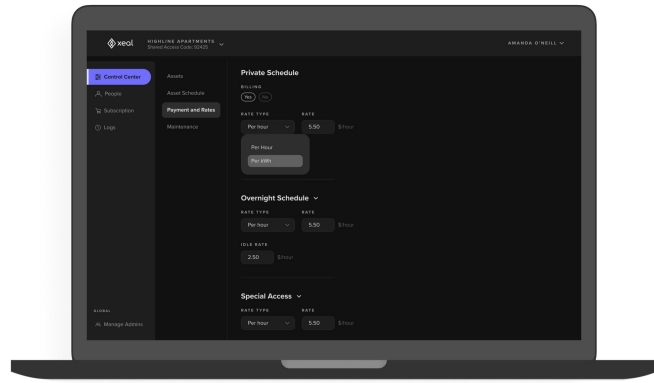 xeal
HIGHLINE APARTMENTS
Shared Access Code: 92425
AMANDA O'NEILL
Control Center
People
Subscription
Logs
GLOBAL
Manage Admins
Assets
Asset Schedule
Payment and Rates
Maintenance
Private Schedule
BILLING
Yes No
RATE TYPE RATE
Per hour 5.50 $/hour
Per Hour
Per kWh
Overnight Schedule
RATE TYPE RATE
Per hour 5.50 $/hour
IDLE RATE
2.50 $/hour
Special Access
RATE TYPE RATE
Per hour 5.50 $/hour